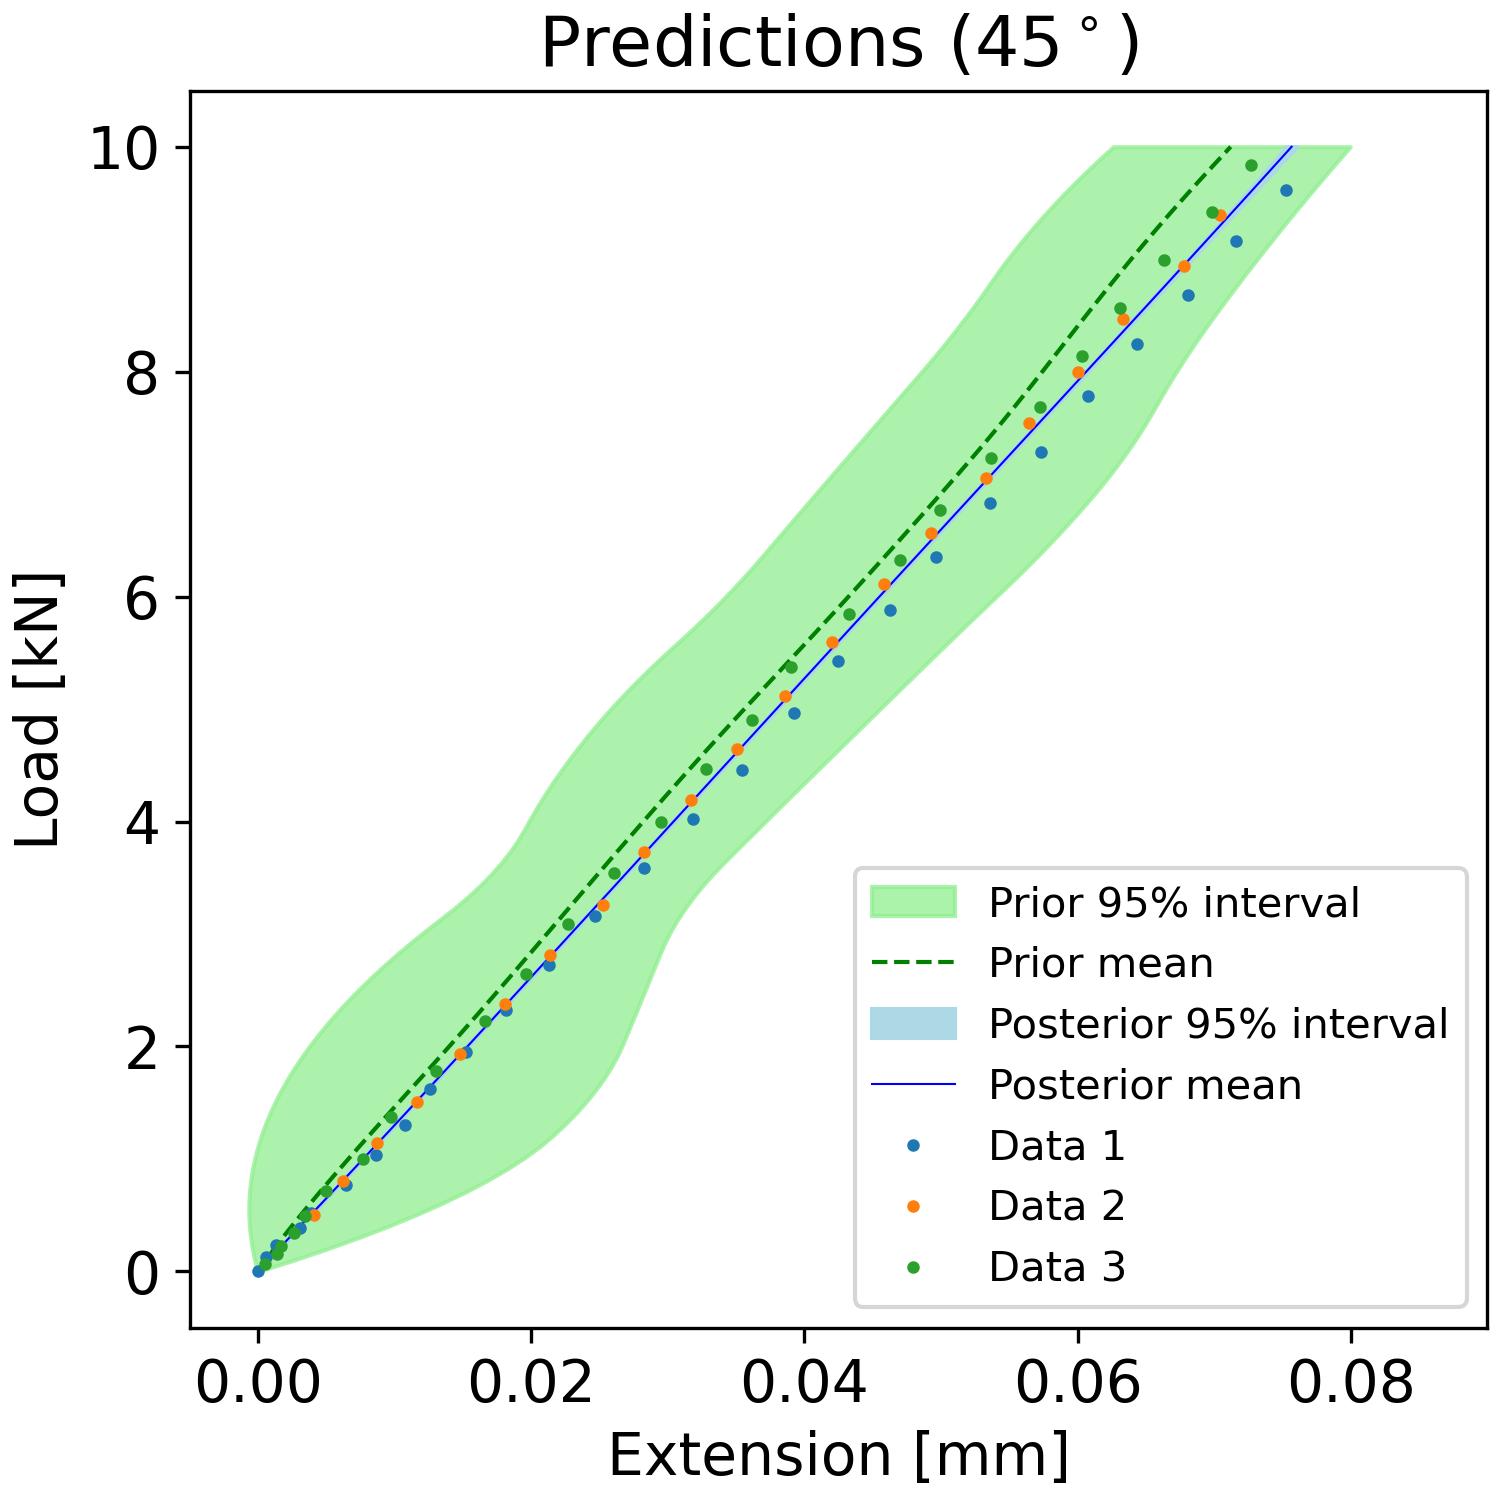 Predictions (45°)
10
8
6
4
2
0
Load [kN]
Prior 95% interval
Prior mean
Posterior 95% interval
Posterior mean
Data 1
Data 2
Data 3
0.00 0.02 0.04 0.06 0.08
Extension [mm]